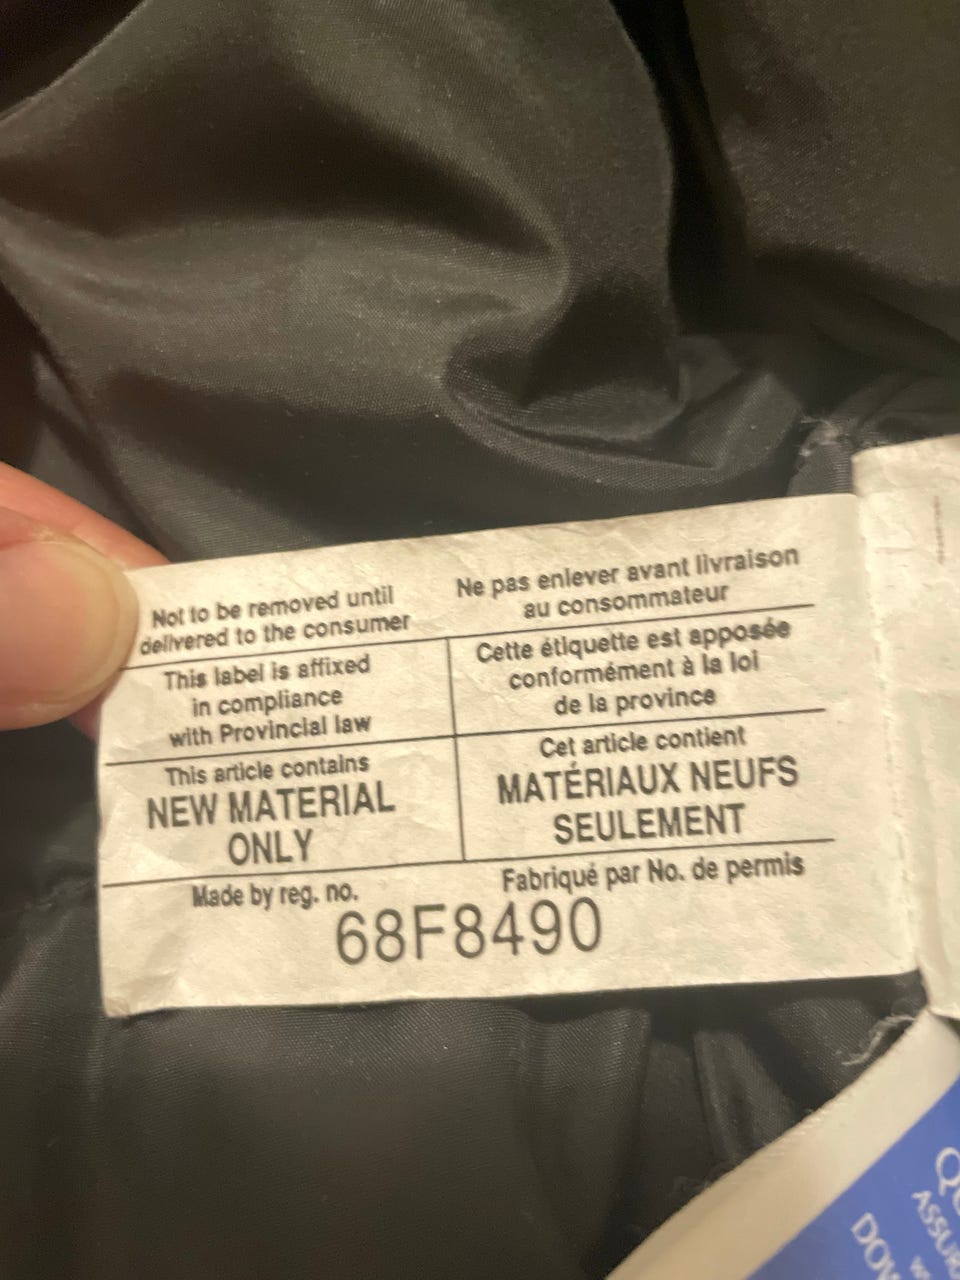 Not to be removed until
delivered to the consumer
Ne pas enlever avant livraison
au consommateur
This label is affixed
in compliance
with Provincial law
Cette étiquette est apposée
conformément à la loi
de la province
This article contains
NEW MATERIAL
ONLY
Cet article contient
MATÉRIAUX NEUFS
SEULEMENT
Made by reg. no.
Fabriqué par No. de permis
68F8490